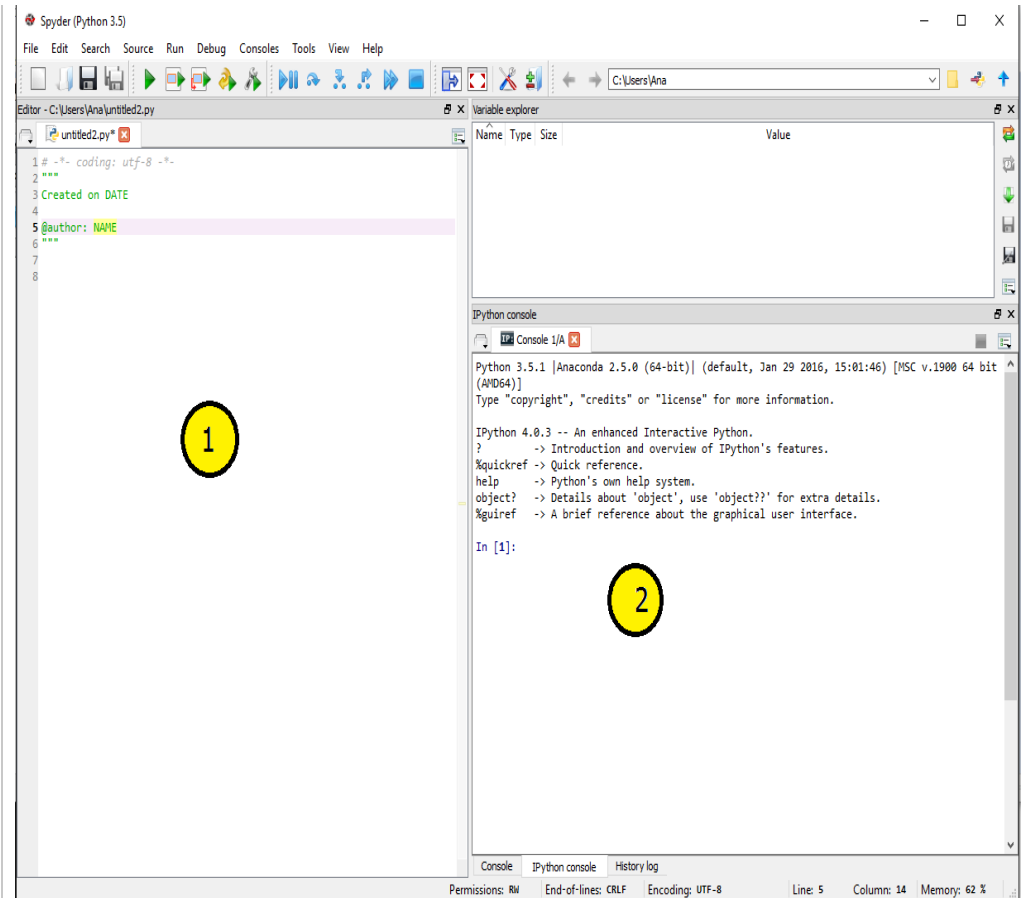 Spyder (Python 3.5)
File Edit Search Source Run Debug Consoles Tools View Help
C:\Users\Ana
Editor - C:\Users\Ana\untitled2.py
untitled2.py*
1 # -*- coding: utf-8 -*-
2 """
3 Created on DATE
4
5 @author: NAME
6 """
7
8
1
Variable explorer
Name Type Size Value
IPython console
IP: Console 1/A
Python 3.5.1 |Anaconda 2.5.0 (64-bit)| (default, Jan 29 2016, 15:01:46) [MSC v.1900 64 bit
(AMD64)]
Type "copyright", "credits" or "license" for more information.
IPython 4.0.3 -- An enhanced Interactive Python.
? -> Introduction and overview of IPython's features.
%quickref -> Quick reference.
help -> Python's own help system.
object? -> Details about 'object', use 'object??' for extra details.
%guiref -> A brief reference about the graphical user interface.
In [1]:
2
Console IPython console History log
Permissions: RW End-of-lines: CRLF Encoding: UTF-8 Line: 5 Column: 14 Memory: 62 %